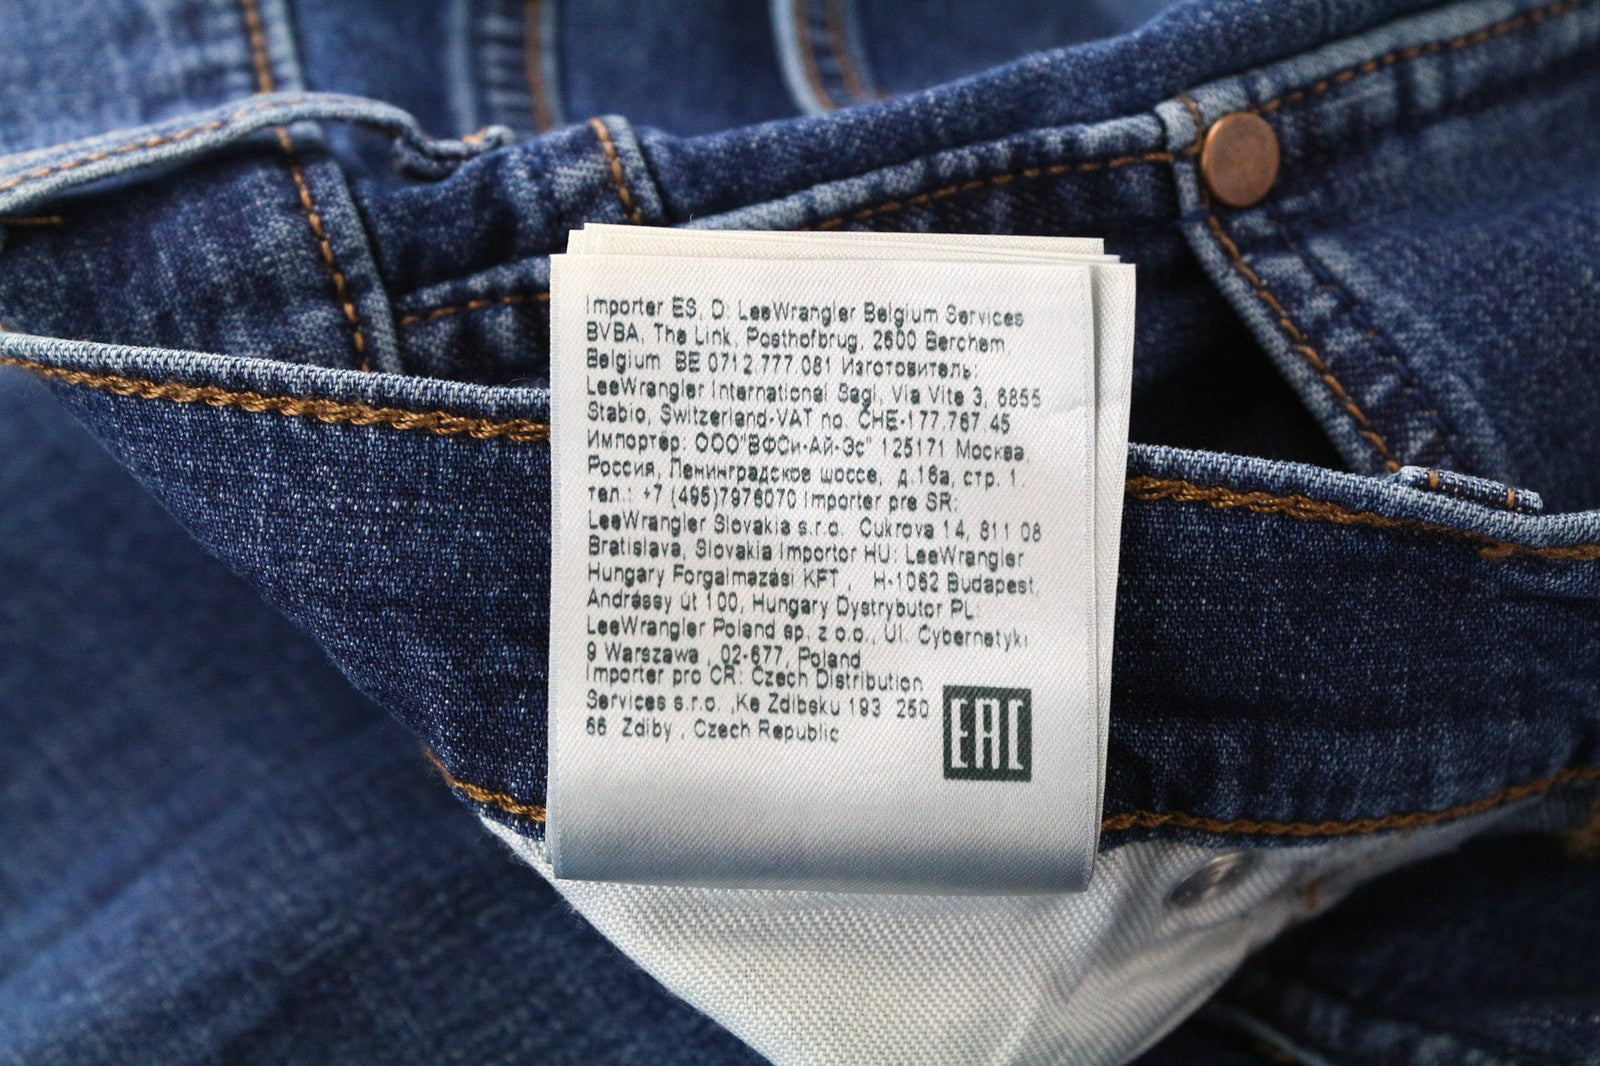 Importer ES, D: LeeWrangler Belgium Services
BVBA, The Link, Posthofbrug, 2600 Berchem,
Belgium BE 0712.777.081 Изготовитель:
LeeWrangler International Sagl, Via Vite 3, 6855
Stabio, Switzerland-VAT no. CHE-177.767.45
Импортер: ООО"ВФСи-Ай-Эс" 125171 Москва,
Россия, Ленинградское шоссе, д.16а, стр. 1.
тел.: +7 (495)7976070 Importer pre SR:
LeeWrangler Slovakia s.r.o. Cukrova 14, 811 08
Bratislava, Slovakia Importor HU: LeeWrangler
Hungary Forgalmazási KFT , H-1062 Budapest,
Andrássy út 100, Hungary Dystrybutor PL:
LeeWrangler Poland sp. z o.o., Ul. Cybernetyki
9 Warszawa , 02-677, Poland
Importer pro CR: Czech Distribution
Services s.r.o. ,Ke Zdibsku 193 250
66 Zdiby , Czech Republic
EAC